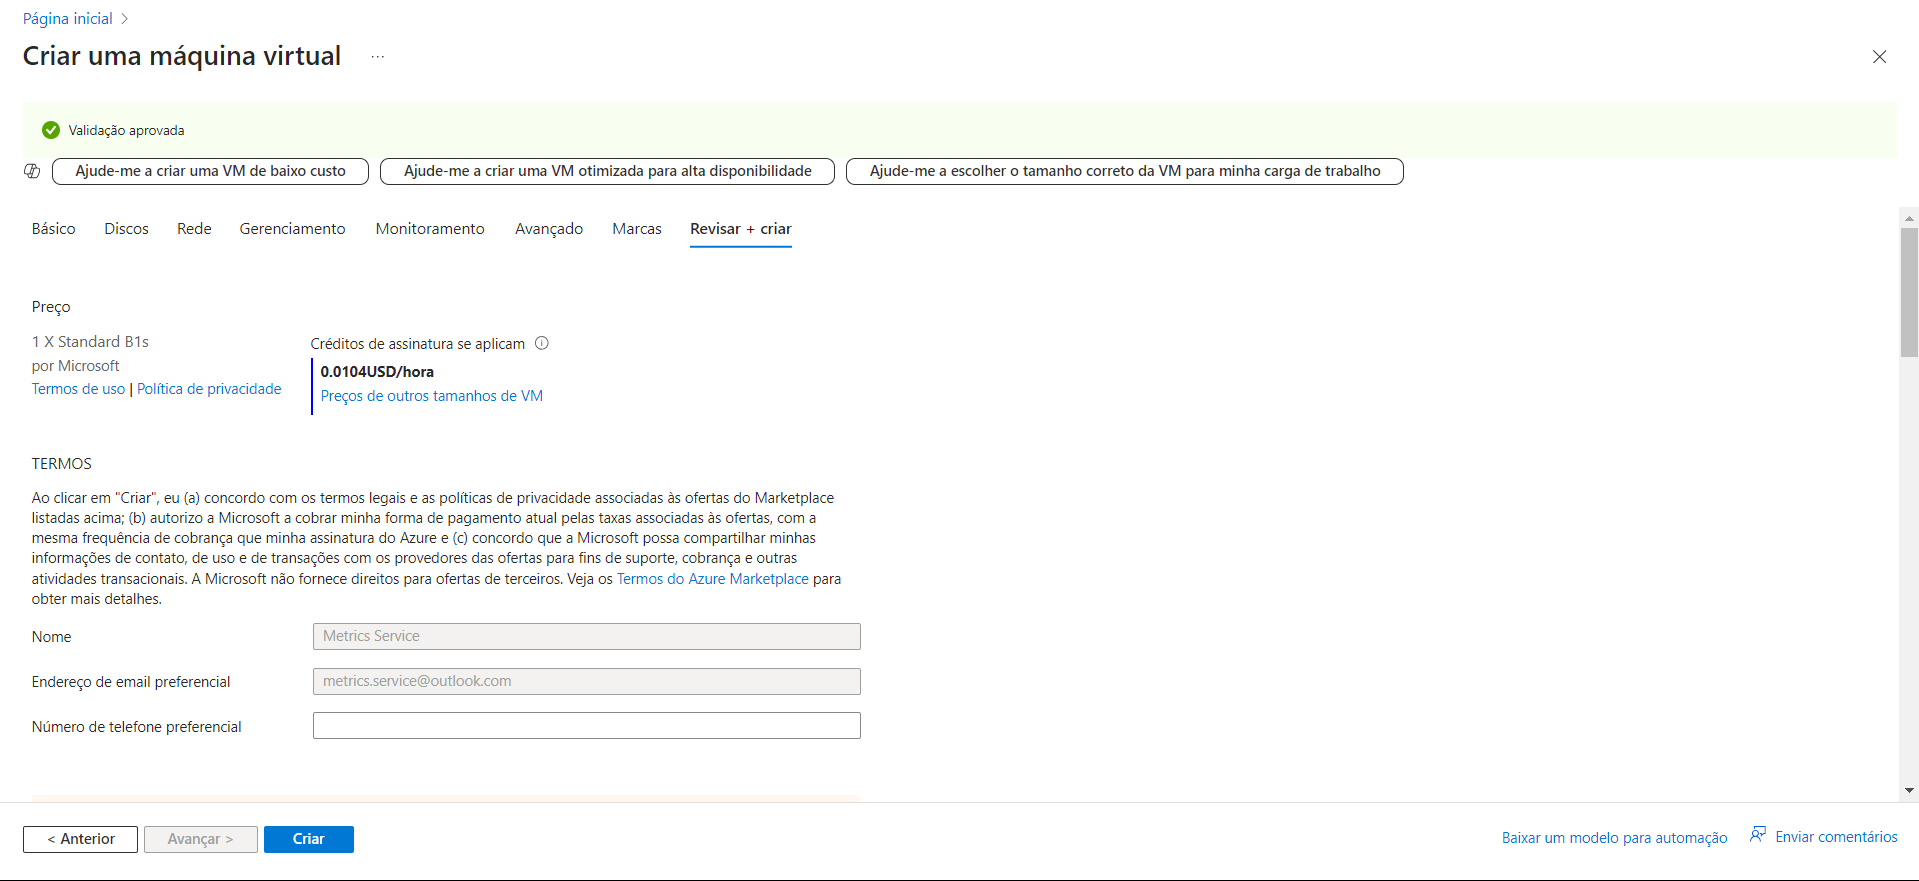 Página inicial
Criar uma máquina virtual ...
Validação aprovada
Ajude-me a criar uma VM de baixo custo
Ajude-me a criar uma VM otimizada para alta disponibilidade
Ajude-me a escolher o tamanho correto da VM para minha carga de trabalho
Básico Discos Rede Gerenciamento Monitoramento Avançado Marcas Revisar + criar
Preço
1 X Standard B1s
por Microsoft
Termos de uso | Política de privacidade
Créditos de assinatura se aplicam
0.0104USD/hora
Preços de outros tamanhos de VM
TERMOS
Ao clicar em "Criar", eu (a) concordo com os termos legais e as políticas de privacidade associadas às ofertas do Marketplace
listadas acima; (b) autorizo a Microsoft a cobrar minha forma de pagamento atual pelas taxas associadas às ofertas, com a
mesma frequência de cobrança que minha assinatura do Azure e (c) concordo que a Microsoft possa compartilhar minhas
informações de contato, de uso e de transações com os provedores das ofertas para fins de suporte, cobrança e outras
atividades transacionais. A Microsoft não fornece direitos para ofertas de terceiros. Veja os Termos do Azure Marketplace para
obter mais detalhes.
Nome Metrics Service
Endereço de email preferencial metrics.service@outlook.com
Número de telefone preferencial
< Anterior
Avançar >
Criar
Baixar um modelo para automação
Enviar comentários